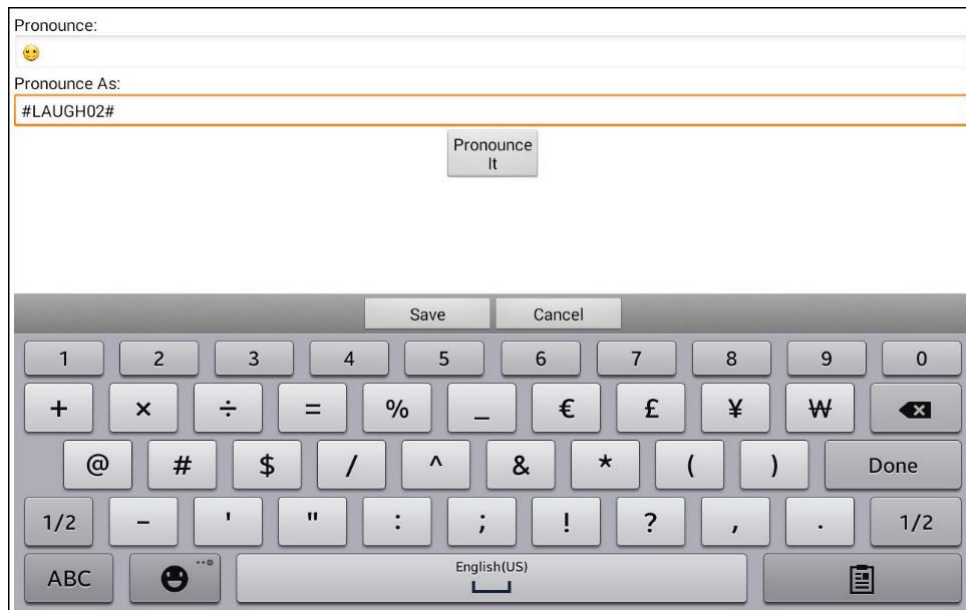 Pronounce:
🙂
Pronounce As:
#LAUGH02#
Pronounce
It
Save Cancel
1 2 3 4 5 6 7 8 9 0
+ × ÷ = % _ € £ ¥ ₩
@ # $ / ^ & * ( ) Done
1/2 - ' " : ; ! ? , . 1/2
ABC English(US)